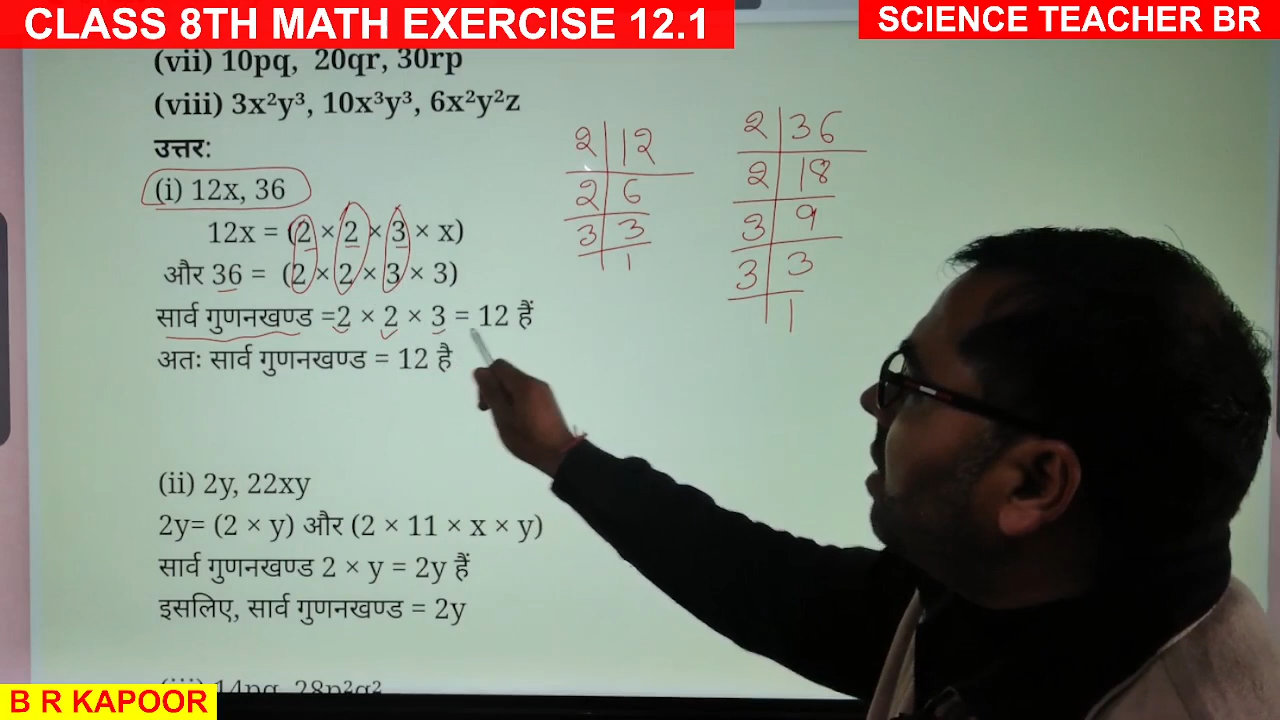 CLASS 8TH MATH EXERCISE 12.1
SCIENCE TEACHER BR
(vii) 10pq, 20qr, 30rp
(viii) 3x²y³, 10x³y³, 6x²y²z
उत्तर:
(i) 12x, 36
12x = (2 × 2 × 3 × x)
और 36 = (2 × 2 × 3 × 3)
सार्व गुणनखण्ड =2 × 2 × 3 = 12 हैं
अतः सार्व गुणनखण्ड = 12 है
2 12
2 6
3 3
1
2 36
2 18
3 9
3 3
1
(ii) 2y, 22xy
2y= (2 × y) और (2 × 11 × x × y)
सार्व गुणनखण्ड 2 × y = 2y हैं
इसलिए, सार्व गुणनखण्ड = 2y
(iii) 14pq, 28p²q²
B R KAPOOR